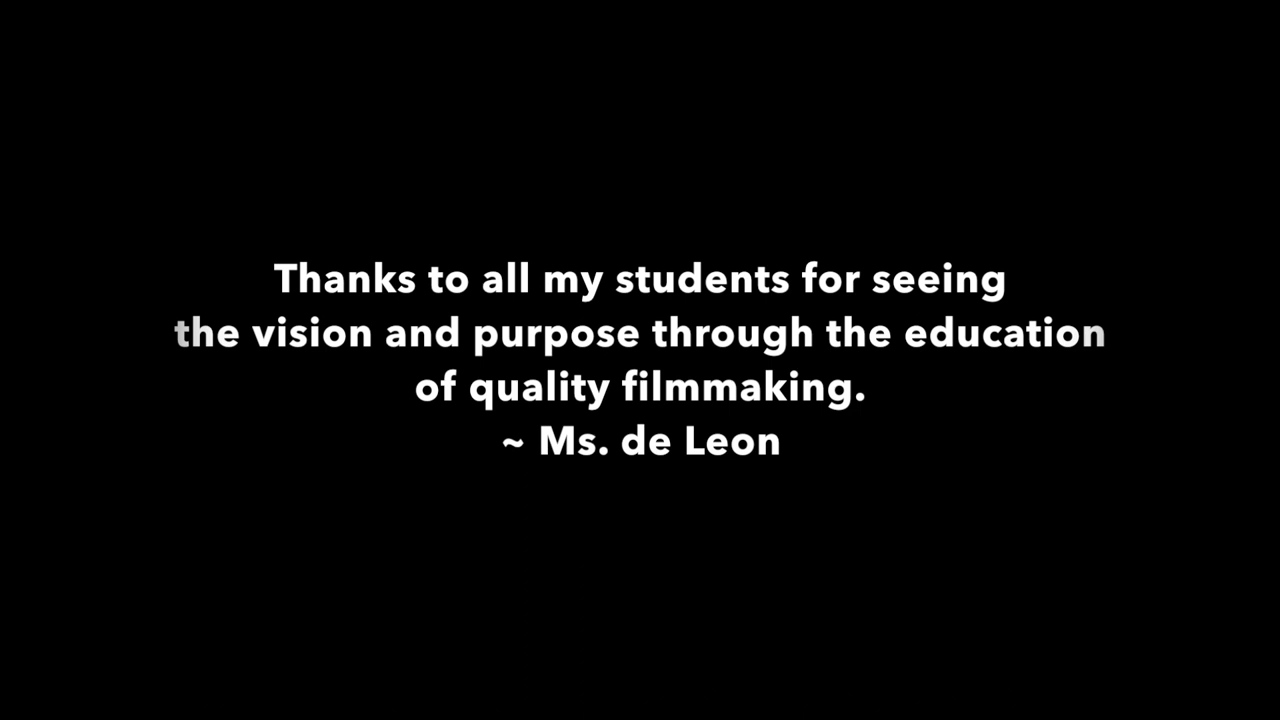 Thanks to all my students for seeing
the vision and purpose through the education
of quality filmmaking.
~ Ms. de Leon